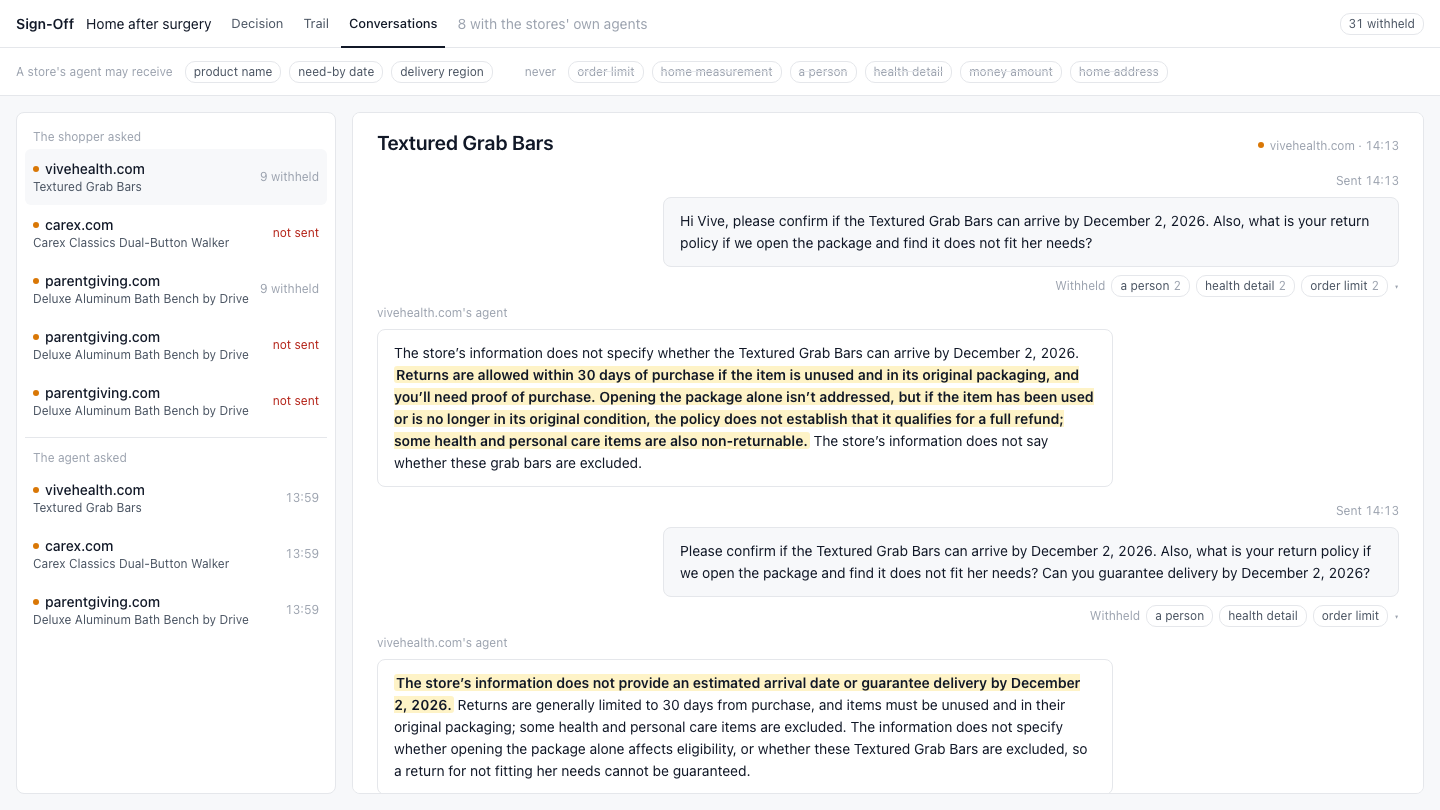 Sign-Off Home after surgery Decision Trail Conversations 8 with the stores' own agents 31 withheld
A store's agent may receive product name need-by date delivery region never order limit home measurement a person health detail money amount home address
The shopper asked
vivehealth.com
Textured Grab Bars
9 withheld
carex.com
Carex Classics Dual-Button Walker
not sent
parentgiving.com
Deluxe Aluminum Bath Bench by Drive
9 withheld
parentgiving.com
Deluxe Aluminum Bath Bench by Drive
not sent
parentgiving.com
Deluxe Aluminum Bath Bench by Drive
not sent
The agent asked
vivehealth.com
Textured Grab Bars
13:59
carex.com
Carex Classics Dual-Button Walker
13:59
parentgiving.com
Deluxe Aluminum Bath Bench by Drive
13:59
Textured Grab Bars
vivehealth.com · 14:13
Sent 14:13
Hi Vive, please confirm if the Textured Grab Bars can arrive by December 2, 2026. Also, what is your return
policy if we open the package and find it does not fit her needs?
Withheld a person 2 health detail 2 order limit 2 ·
vivehealth.com's agent
The store’s information does not specify whether the Textured Grab Bars can arrive by December 2, 2026.
Returns are allowed within 30 days of purchase if the item is unused and in its original packaging, and
you’ll need proof of purchase. Opening the package alone isn’t addressed, but if the item has been used
or is no longer in its original condition, the policy does not establish that it qualifies for a full refund;
some health and personal care items are also non-returnable. The store’s information does not say
whether these grab bars are excluded.
Sent 14:13
Please confirm if the Textured Grab Bars can arrive by December 2, 2026. Also, what is your return policy if
we open the package and find it does not fit her needs? Can you guarantee delivery by December 2, 2026?
Withheld a person health detail order limit ·
vivehealth.com's agent
The store’s information does not provide an estimated arrival date or guarantee delivery by December
2, 2026. Returns are generally limited to 30 days from purchase, and items must be unused and in their
original packaging; some health and personal care items are excluded. The information does not specify
whether opening the package alone affects eligibility, or whether these Textured Grab Bars are excluded, so
a return for not fitting her needs cannot be guaranteed.